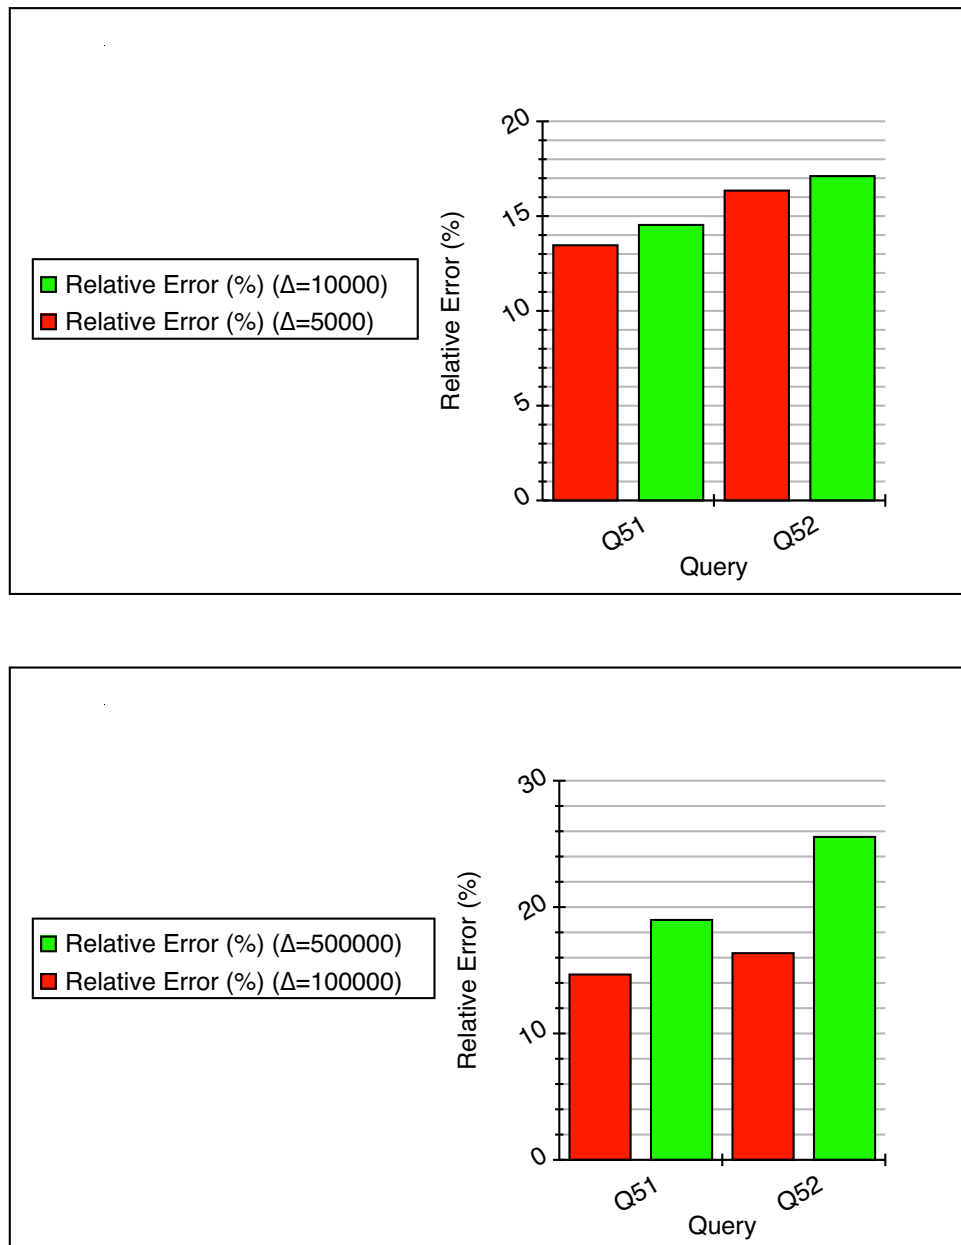 Relative Error (%) (Δ=10000)
Relative Error (%) (Δ=5000)
Relative Error (%)
20
15
10
5
0
Q51
Q52
Query
Relative Error (%) (Δ=500000)
Relative Error (%) (Δ=100000)
Relative Error (%)
30
20
10
0
Q51
Q52
Query